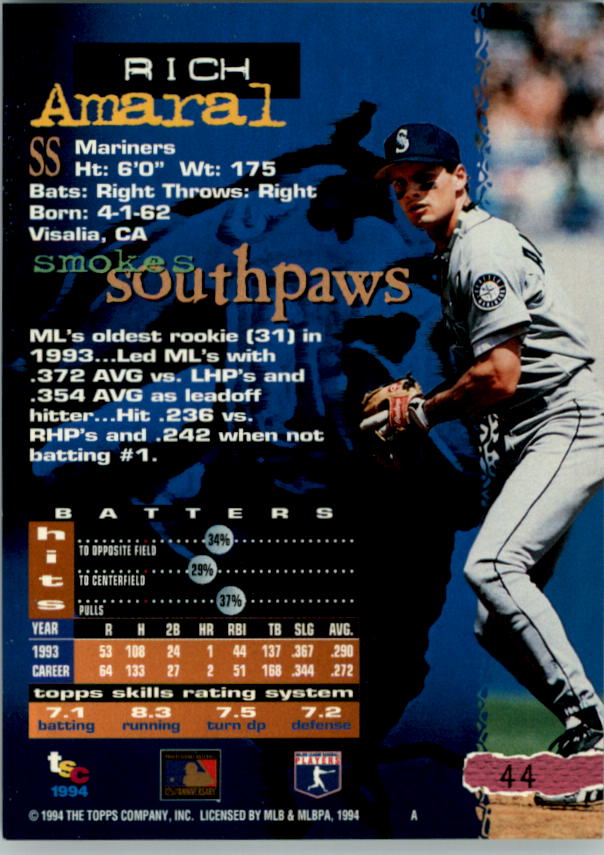 RICH
Amaral
SS Mariners
Ht: 6'0" Wt: 175
Bats: Right Throws: Right
Born: 4-1-62
Visalia, CA
smokes
southpaws
ML's oldest rookie (31) in
1993...Led ML's with
.372 AVG vs. LHP's and
.354 AVG as leadoff
hitter...Hit .236 vs.
RHP's and .242 when not
batting #1.
BATTERS
hits
34%
TO OPPOSITE FIELD
29%
TO CENTERFIELD
37%
PULLS
YEAR R H 2B HR RBI TB SLG AVG.
1993 53 108 24 1 44 137 .367 .290
CAREER 64 133 27 2 51 168 .344 .272
topps skills rating system
7.1 8.3 7.5 7.2
batting running turn dp defense
tsc
1994
125th ANNIVERSARY
PLAYERS
44
© 1994 THE TOPPS COMPANY, INC. LICENSED BY MLB & MLBPA, 1994 A